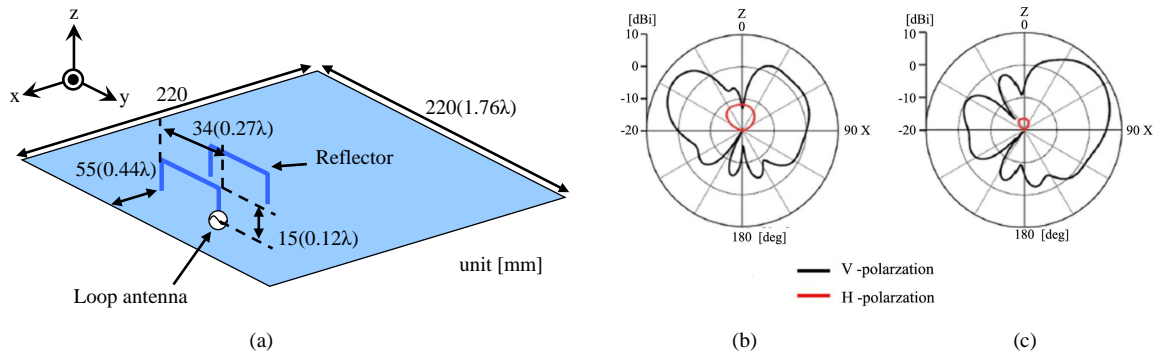 z
x
y
220
220(1.76λ)
34(0.27λ)
Reflector
55(0.44λ)
15(0.12λ)
unit [mm]
Loop antenna
(a)
[dBi]
10
0
-10
-20
Z
0
90 X
180 [deg]
(b)
[dBi]
10
0
-10
-20
Z
0
90 X
180 [deg]
(c)
V -polarzation
H -polarzation